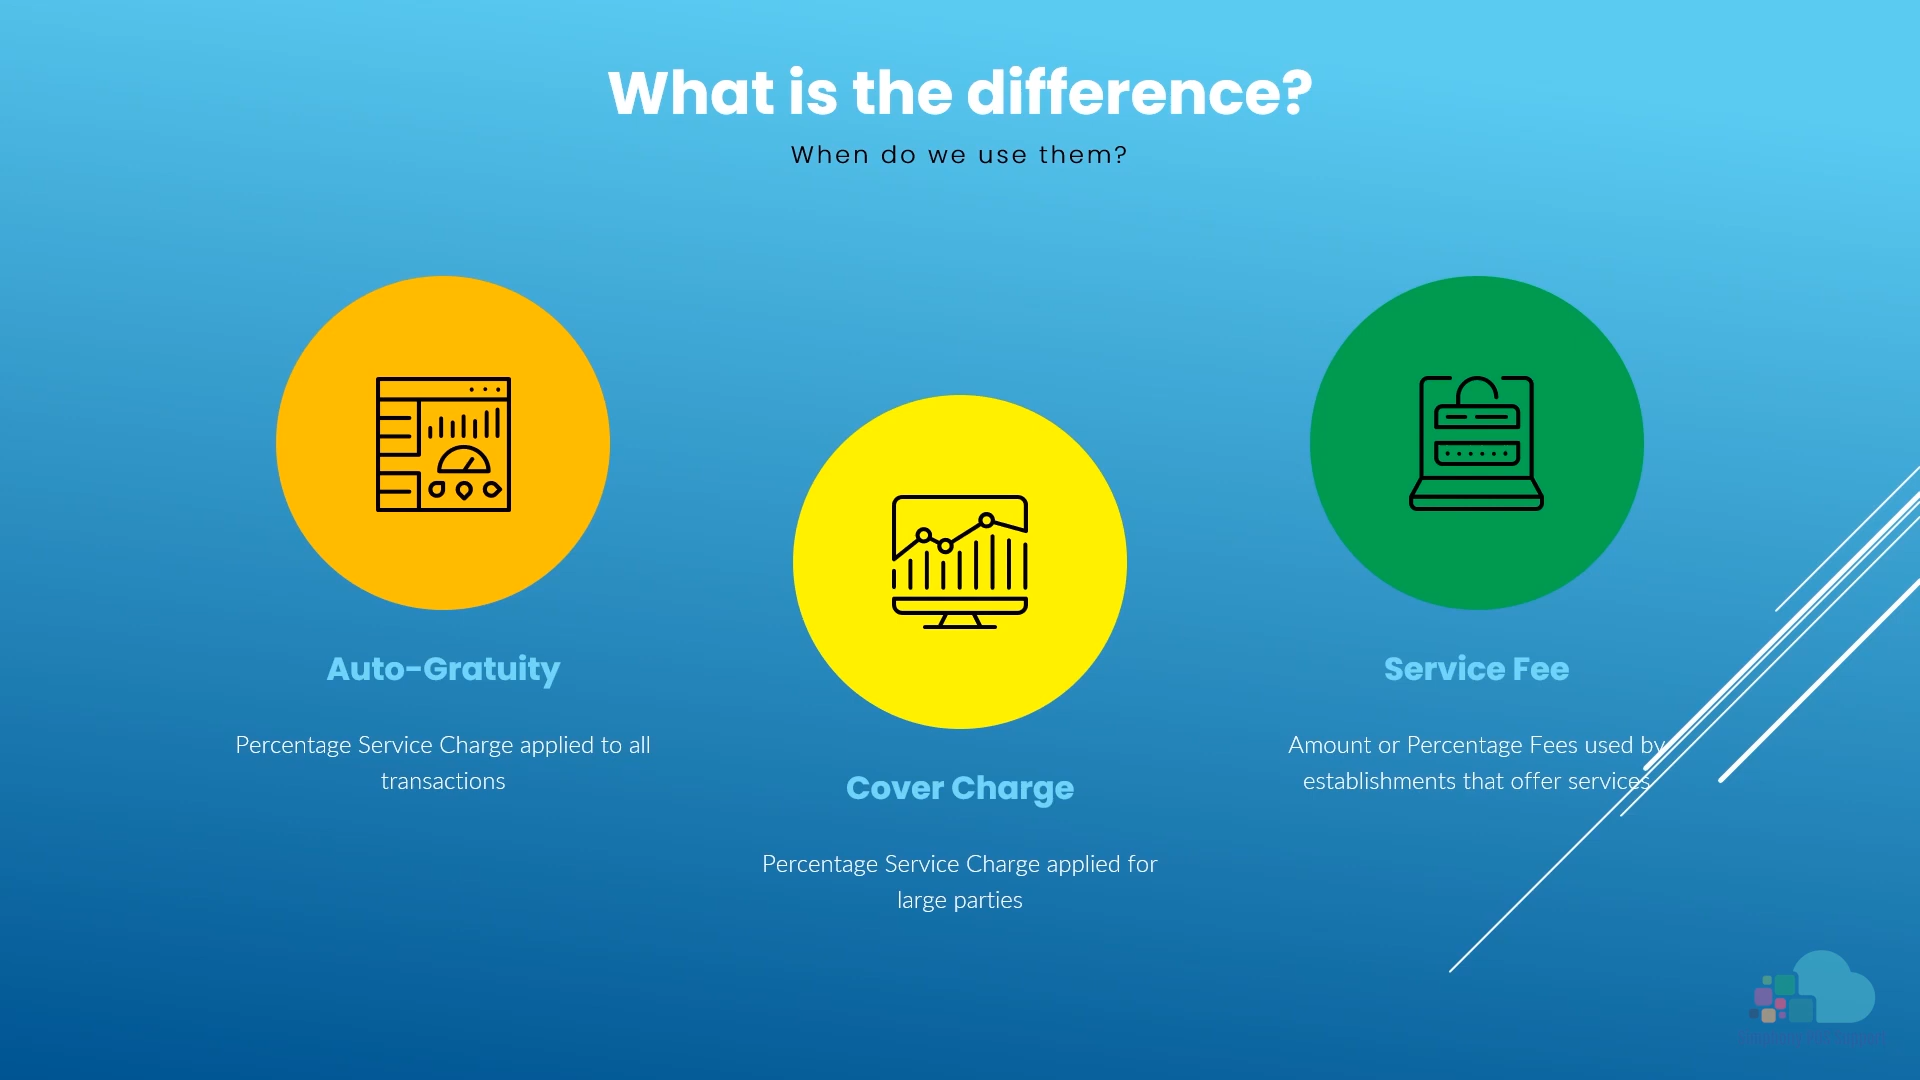 What is the difference?
When do we use them?
Auto-Gratuity
Percentage Service Charge applied to all
transactions
Cover Charge
Percentage Service Charge applied for
large parties
Service Fee
Amount or Percentage Fees used by
establishments that offer services